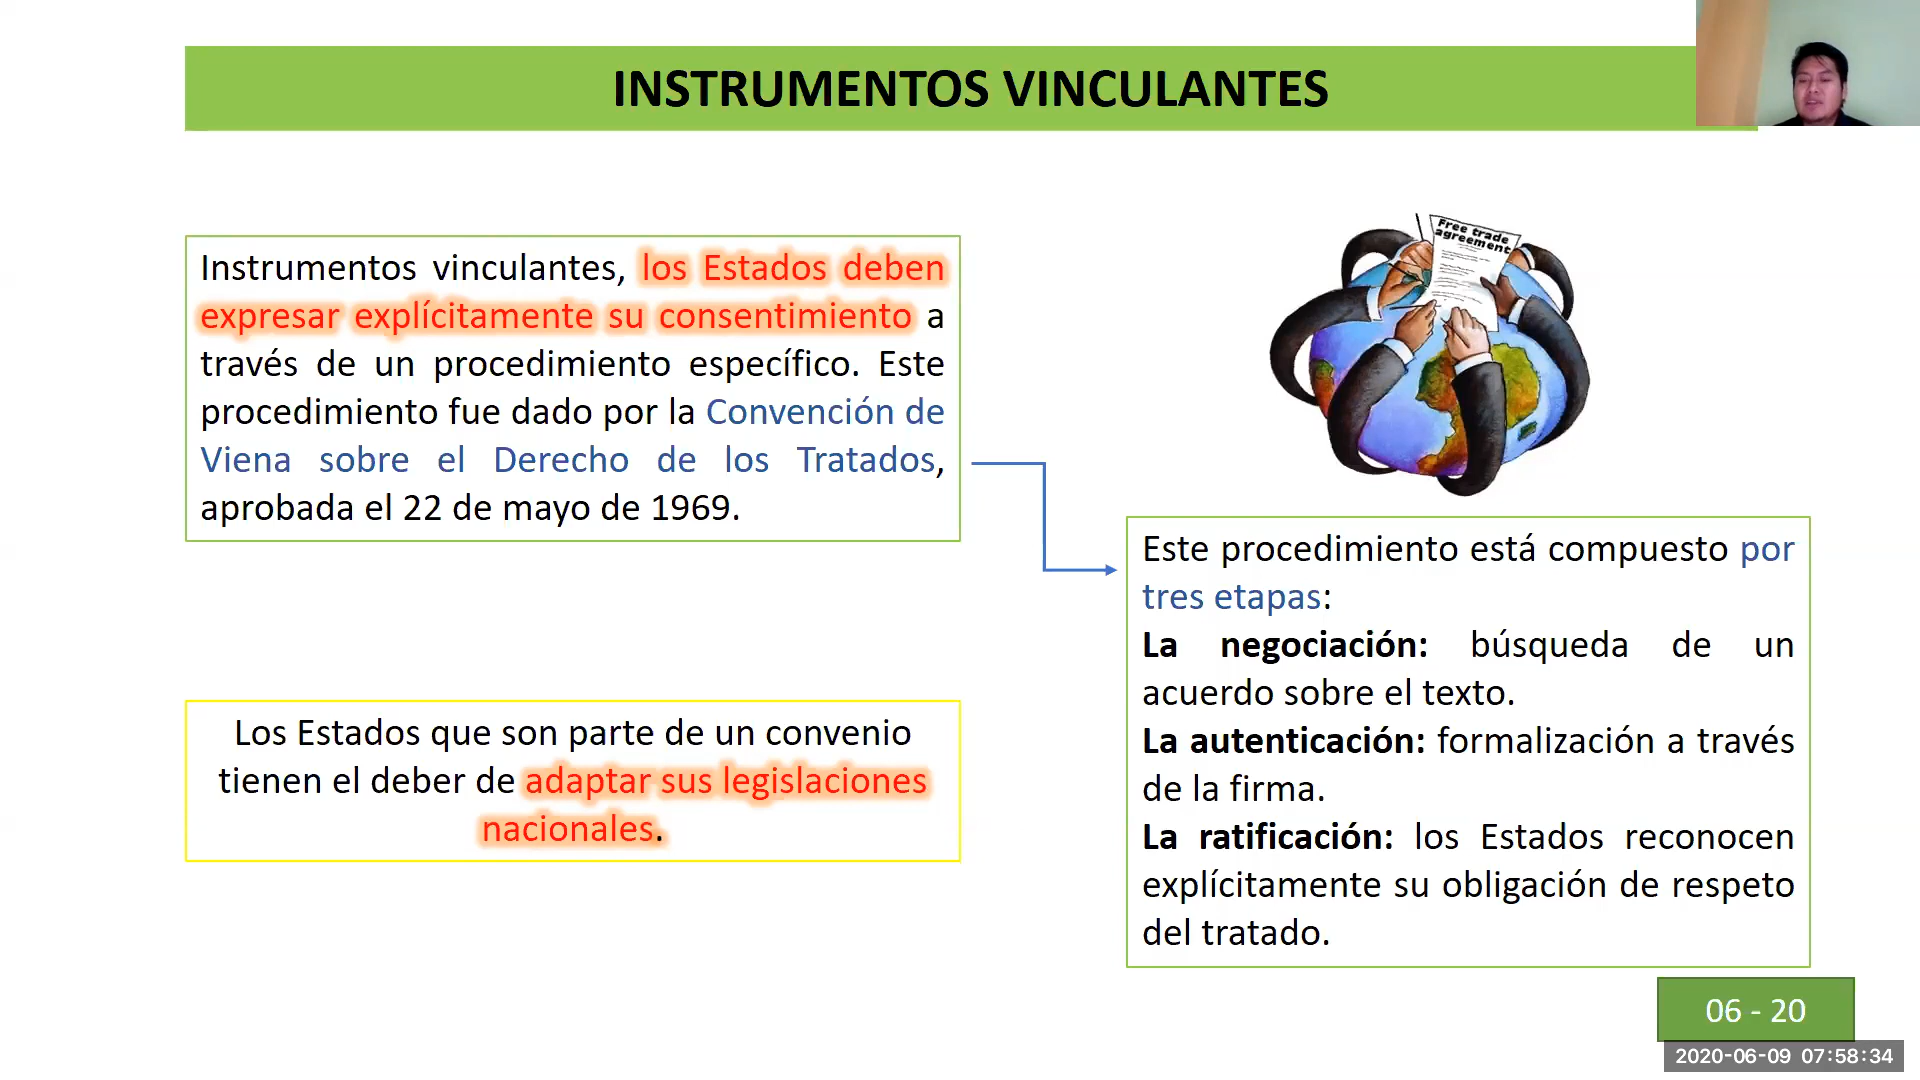 INSTRUMENTOS VINCULANTES
Instrumentos vinculantes, los Estados deben
expresar explícitamente su consentimiento a
través de un procedimiento específico. Este
procedimiento fue dado por la Convención de
Viena sobre el Derecho de los Tratados,
aprobada el 22 de mayo de 1969.
Los Estados que son parte de un convenio
tienen el deber de adaptar sus legislaciones
nacionales.
Free trade
agreement
Este procedimiento está compuesto por
tres etapas:
La negociación: búsqueda de un
acuerdo sobre el texto.
La autenticación: formalización a través
de la firma.
La ratificación: los Estados reconocen
explícitamente su obligación de respeto
del tratado.
06 - 20
2020-06-09 07:58:34